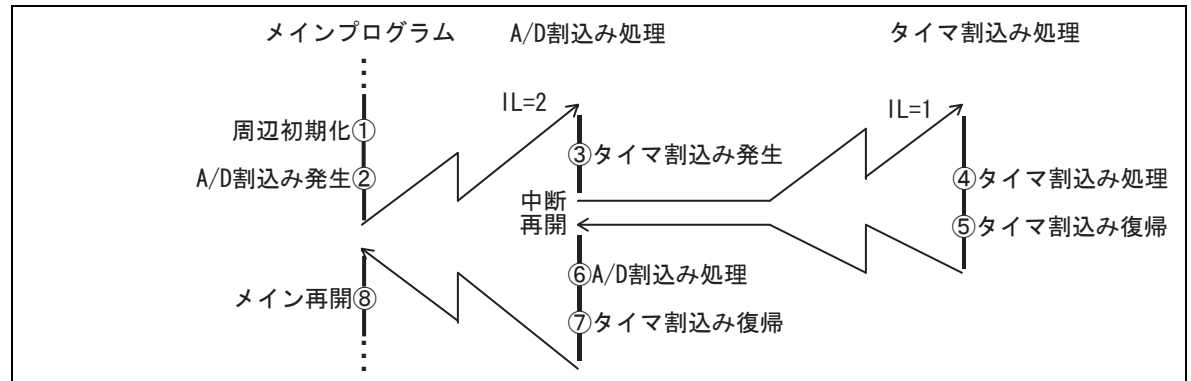 メインプログラム
A/D割込み処理
タイマ割込み処理
IL=2
IL=1
周辺初期化①
A/D割込み発生②
③タイマ割込み発生
中断
再開
④タイマ割込み処理
⑤タイマ割込み復帰
⑥A/D割込み処理
⑦タイマ割込み復帰
メイン再開⑧